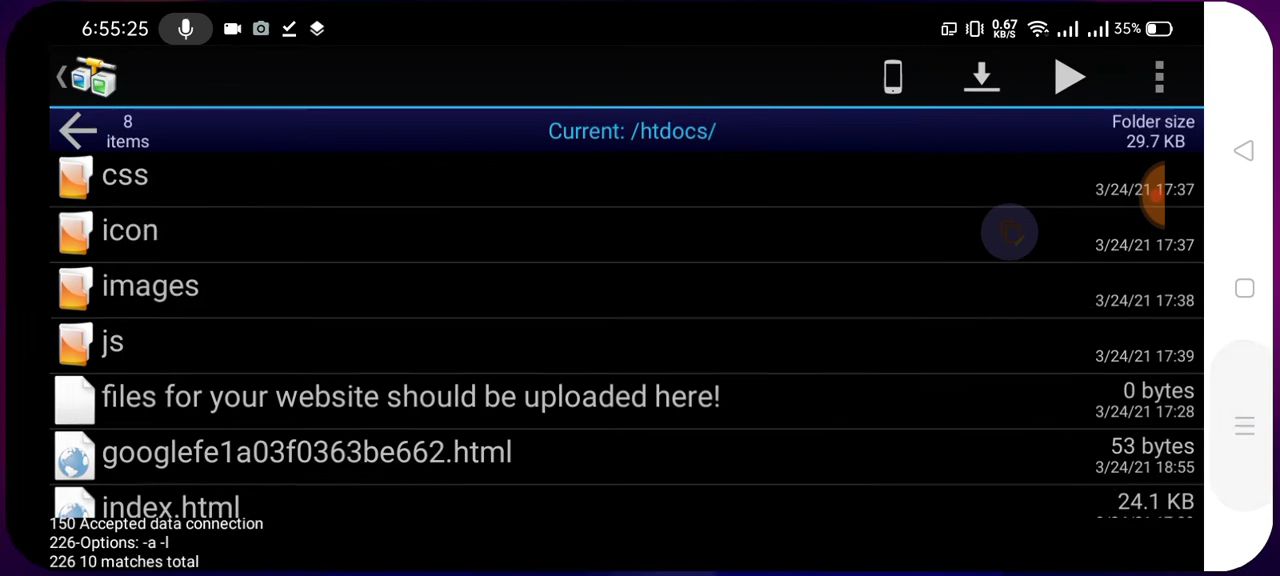 6:55:25
0.67 KB/S
35%
8 items
Current: /htdocs/
Folder size 29.7 KB
css
3/24/21 17:37
icon
3/24/21 17:37
images
3/24/21 17:38
js
3/24/21 17:39
files for your website should be uploaded here!
0 bytes
3/24/21 17:28
googlefe1a03f0363be662.html
53 bytes
3/24/21 18:55
index.html
24.1 KB
150 Accepted data connection
226-Options: -a -l
226 10 matches total